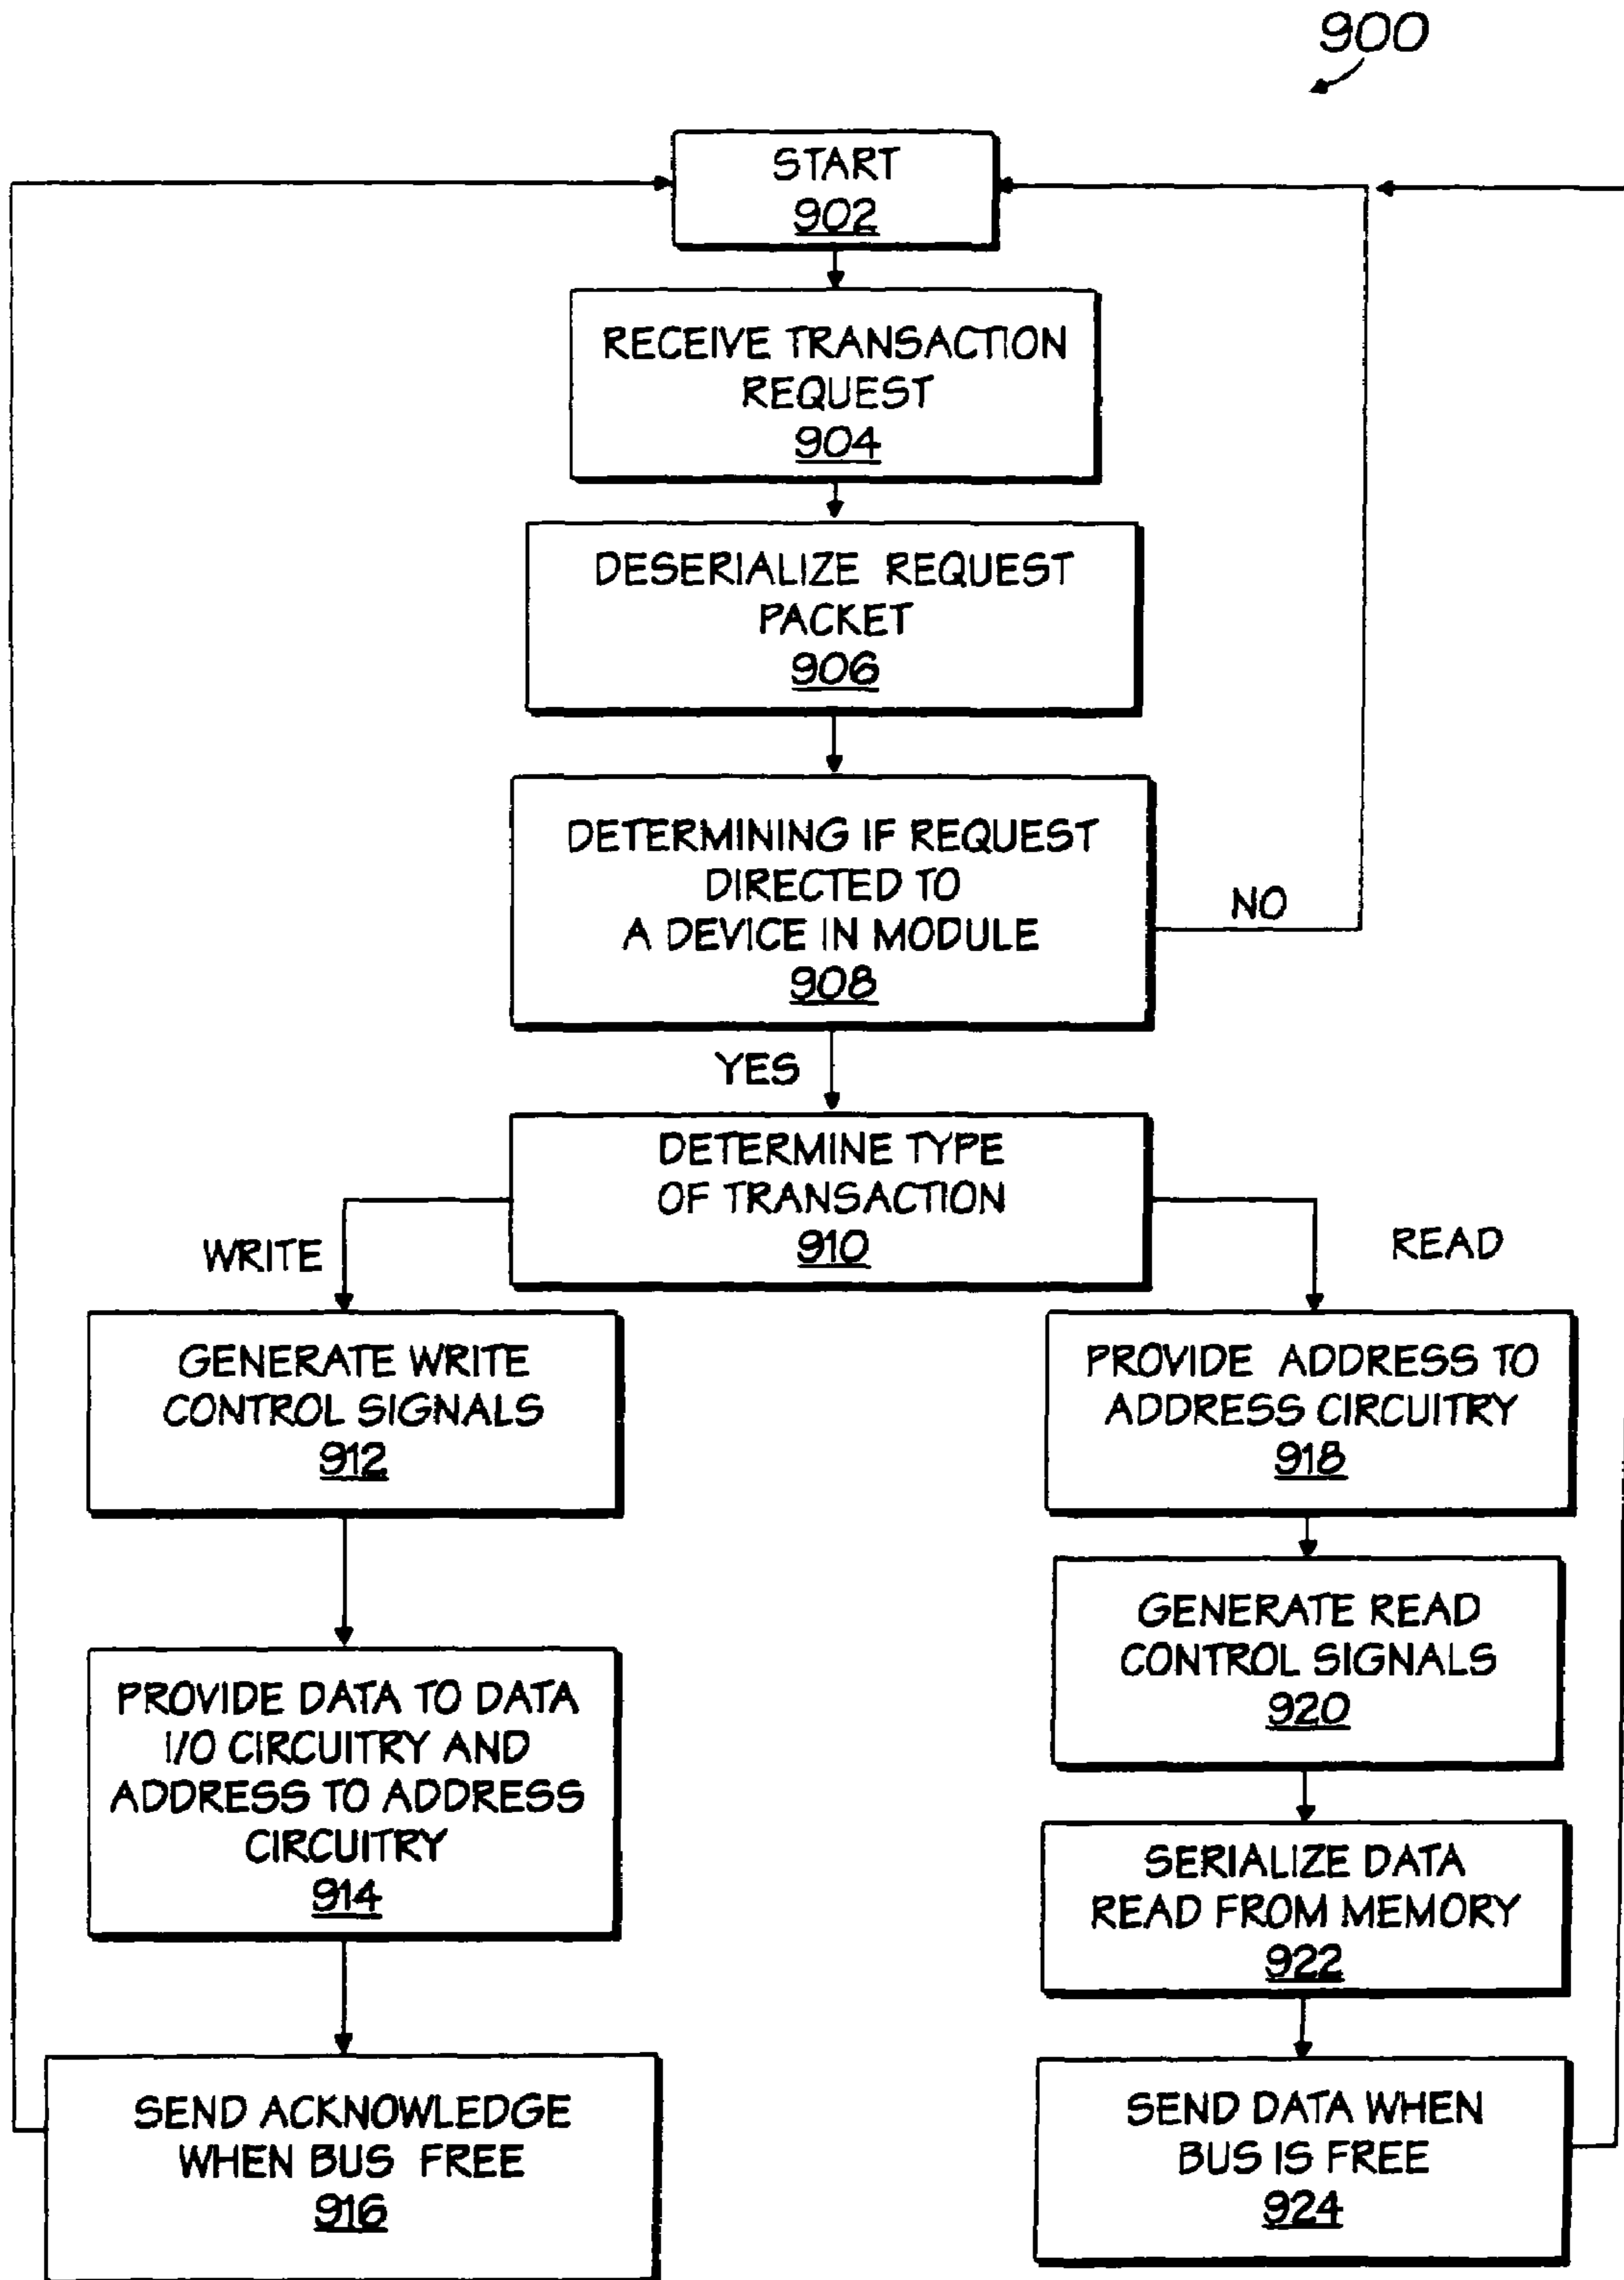 900
START
902
RECEIVE TRANSACTION
REQUEST
904
DESERIALIZE REQUEST
PACKET
906
DETERMINING IF REQUEST
DIRECTED TO
A DEVICE IN MODULE
908
NO
YES
DETERMINE TYPE
OF TRANSACTION
910
WRITE
READ
GENERATE WRITE
CONTROL SIGNALS
912
PROVIDE DATA TO DATA
I/O CIRCUITRY AND
ADDRESS TO ADDRESS
CIRCUITRY
914
SEND ACKNOWLEDGE
WHEN BUS FREE
916
PROVIDE ADDRESS TO
ADDRESS CIRCUITRY
918
GENERATE READ
CONTROL SIGNALS
920
SERIALIZE DATA
READ FROM MEMORY
922
SEND DATA WHEN
BUS IS FREE
924